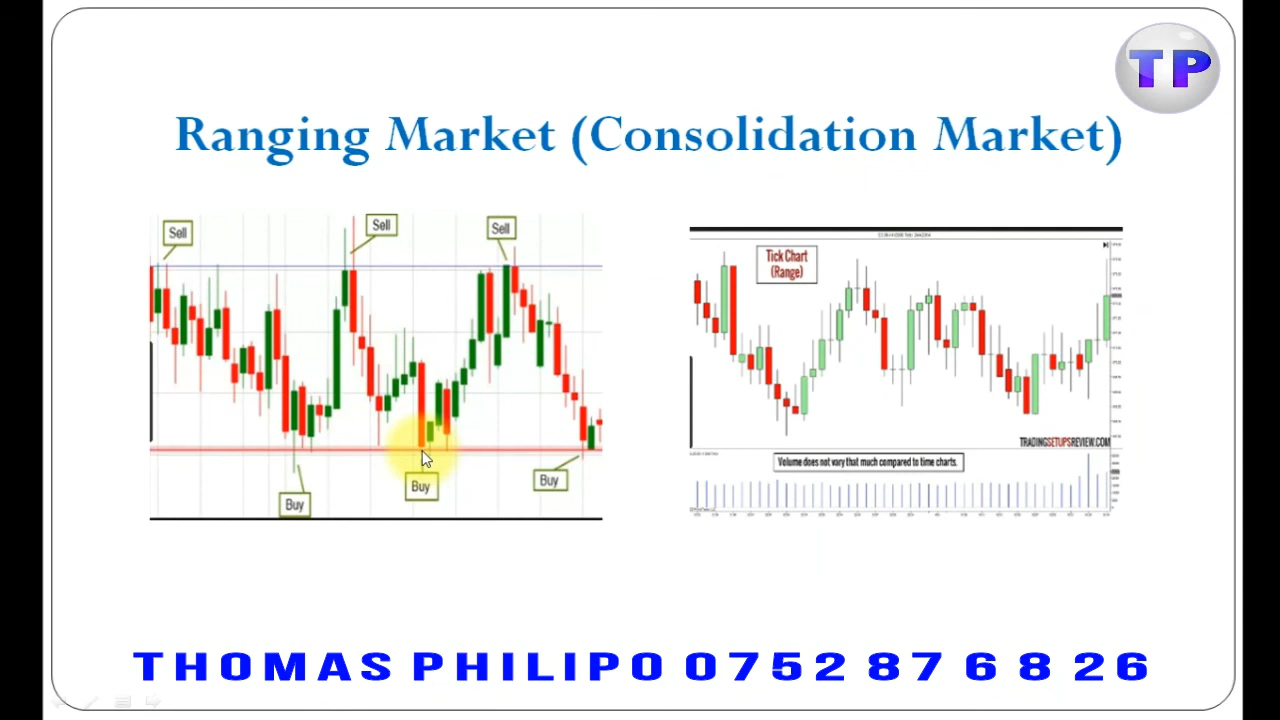 TP
Ranging Market (Consolidation Market)
Sell
Sell
Sell
Buy
Buy
Buy
Tick Chart
(Range)
TRADINGSETUPSREVIEW.COM
Volume does not vary that much compared to time charts.
THOMAS PHILIPO 0752 87 6 8 26